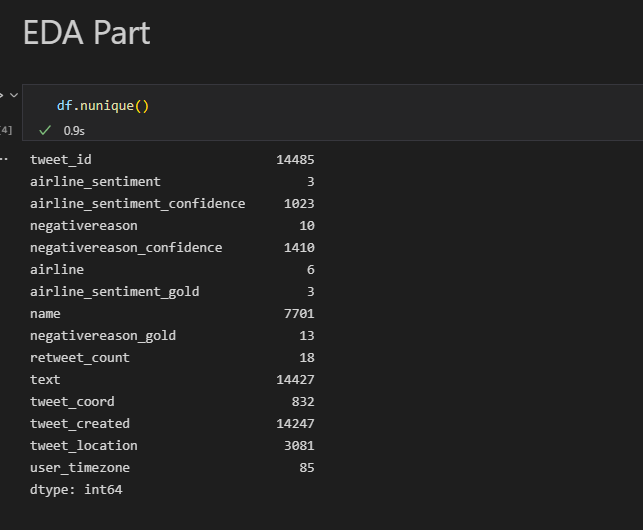 EDA Part
df.nunique()
4]
0.9s
tweet_id 14485
airline_sentiment 3
airline_sentiment_confidence 1023
negativereason 10
negativereason_confidence 1410
airline 6
airline_sentiment_gold 3
name 7701
negativereason_gold 13
retweet_count 18
text 14427
tweet_coord 832
tweet_created 14247
tweet_location 3081
user_timezone 85
dtype: int64